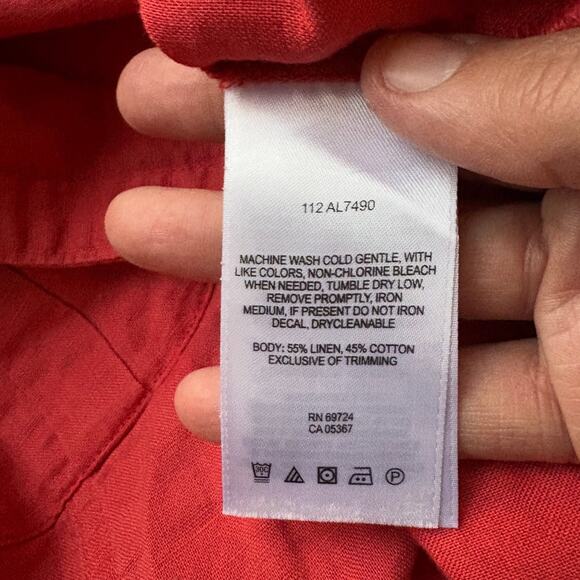 112 AL7490
MACHINE WASH COLD GENTLE, WITH
LIKE COLORS, NON-CHLORINE BLEACH
WHEN NEEDED, TUMBLE DRY LOW,
REMOVE PROMPTLY, IRON
MEDIUM, IF PRESENT DO NOT IRON
DECAL, DRYCLEANABLE
BODY: 55% LINEN, 45% COTTON
EXCLUSIVE OF TRIMMING
RN 69724
CA 05367
30C P